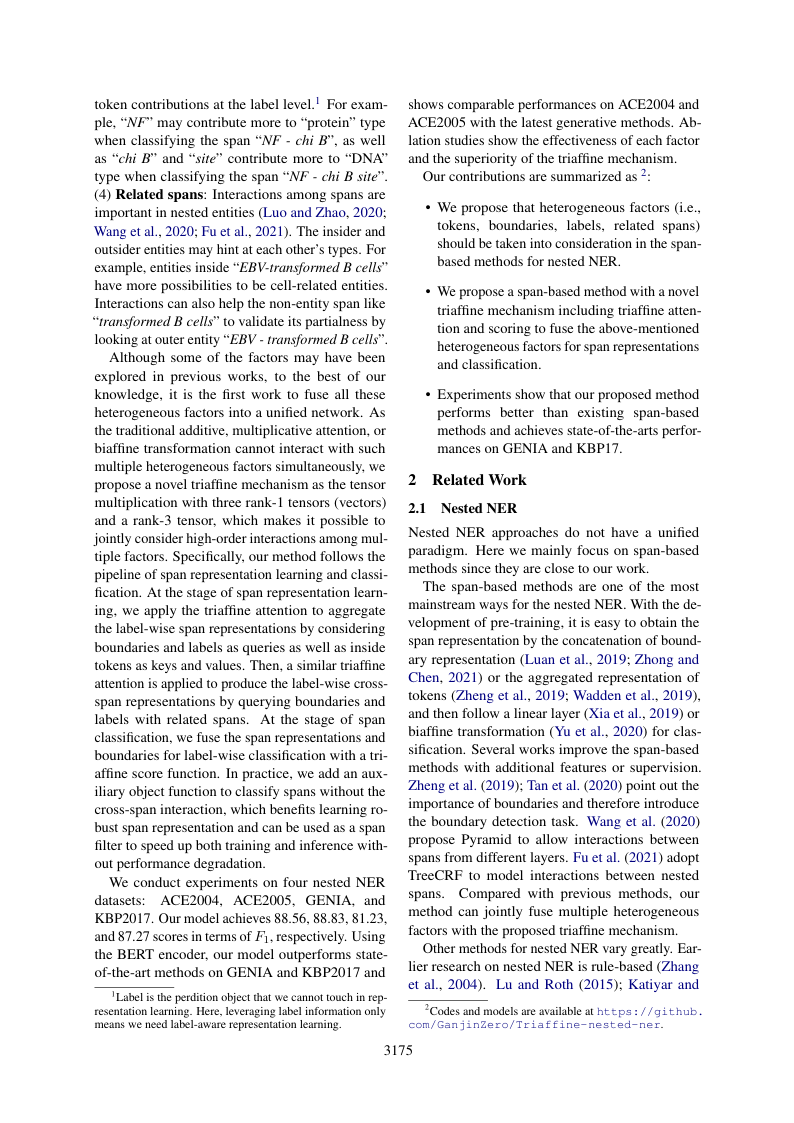 token contributions at the label level.1 For exam-
ple, “NF” may contribute more to “protein” type
when classifying the span “NF - chi B”, as well
as “chi B” and “site” contribute more to “DNA”
type when classifying the span “NF - chi B site”.
(4) Related spans: Interactions among spans are
important in nested entities (Luo and Zhao, 2020;
Wang et al., 2020; Fu et al., 2021). The insider and
outsider entities may hint at each other’s types. For
example, entities inside “EBV-transformed B cells”
have more possibilities to be cell-related entities.
Interactions can also help the non-entity span like
“transformed B cells” to validate its partialness by
looking at outer entity “EBV - transformed B cells”.
Although some of the factors may have been
explored in previous works, to the best of our
knowledge, it is the first work to fuse all these
heterogeneous factors into a unified network. As
the traditional additive, multiplicative attention, or
biaffine transformation cannot interact with such
multiple heterogeneous factors simultaneously, we
propose a novel triaffine mechanism as the tensor
multiplication with three rank-1 tensors (vectors)
and a rank-3 tensor, which makes it possible to
jointly consider high-order interactions among mul-
tiple factors. Specifically, our method follows the
pipeline of span representation learning and classi-
fication. At the stage of span representation learn-
ing, we apply the triaffine attention to aggregate
the label-wise span representations by considering
boundaries and labels as queries as well as inside
tokens as keys and values. Then, a similar triaffine
attention is applied to produce the label-wise cross-
span representations by querying boundaries and
labels with related spans. At the stage of span
classification, we fuse the span representations and
boundaries for label-wise classification with a tri-
affine score function. In practice, we add an aux-
iliary object function to classify spans without the
cross-span interaction, which benefits learning ro-
bust span representation and can be used as a span
filter to speed up both training and inference with-
out performance degradation.
We conduct experiments on four nested NER
datasets: ACE2004, ACE2005, GENIA, and
KBP2017. Our model achieves 88.56, 88.83, 81.23,
and 87.27 scores in terms of F1, respectively. Using
the BERT encoder, our model outperforms state-
of-the-art methods on GENIA and KBP2017 and
1Label is the perdition object that we cannot touch in rep-
resentation learning. Here, leveraging label information only
means we need label-aware representation learning.
shows comparable performances on ACE2004 and
ACE2005 with the latest generative methods. Ab-
lation studies show the effectiveness of each factor
and the superiority of the triaffine mechanism.
Our contributions are summarized as 2:
• We propose that heterogeneous factors (i.e.,
tokens, boundaries, labels, related spans)
should be taken into consideration in the span-
based methods for nested NER.
• We propose a span-based method with a novel
triaffine mechanism including triaffine atten-
tion and scoring to fuse the above-mentioned
heterogeneous factors for span representations
and classification.
• Experiments show that our proposed method
performs better than existing span-based
methods and achieves state-of-the-arts perfor-
mances on GENIA and KBP17.
2 Related Work
2.1 Nested NER
Nested NER approaches do not have a unified
paradigm. Here we mainly focus on span-based
methods since they are close to our work.
The span-based methods are one of the most
mainstream ways for the nested NER. With the de-
velopment of pre-training, it is easy to obtain the
span representation by the concatenation of bound-
ary representation (Luan et al., 2019; Zhong and
Chen, 2021) or the aggregated representation of
tokens (Zheng et al., 2019; Wadden et al., 2019),
and then follow a linear layer (Xia et al., 2019) or
biaffine transformation (Yu et al., 2020) for clas-
sification. Several works improve the span-based
methods with additional features or supervision.
Zheng et al. (2019); Tan et al. (2020) point out the
importance of boundaries and therefore introduce
the boundary detection task. Wang et al. (2020)
propose Pyramid to allow interactions between
spans from different layers. Fu et al. (2021) adopt
TreeCRF to model interactions between nested
spans. Compared with previous methods, our
method can jointly fuse multiple heterogeneous
factors with the proposed triaffine mechanism.
Other methods for nested NER vary greatly. Ear-
lier research on nested NER is rule-based (Zhang
et al., 2004). Lu and Roth (2015); Katiyar and
2Codes and models are available at https://github.
com/GanjinZero/Triaffine-nested-ner.
3175